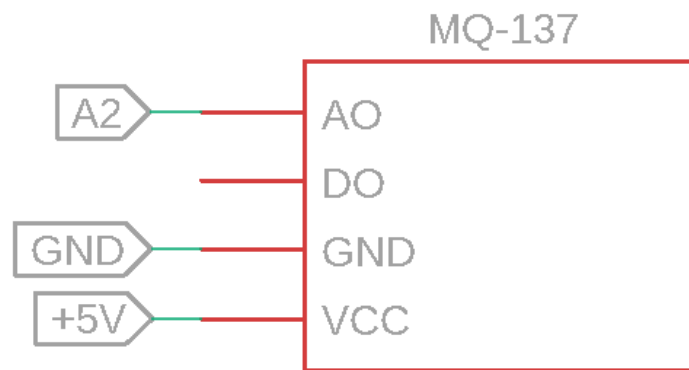 MQ-137
A2 AO
DO
GND GND
+5V VCC